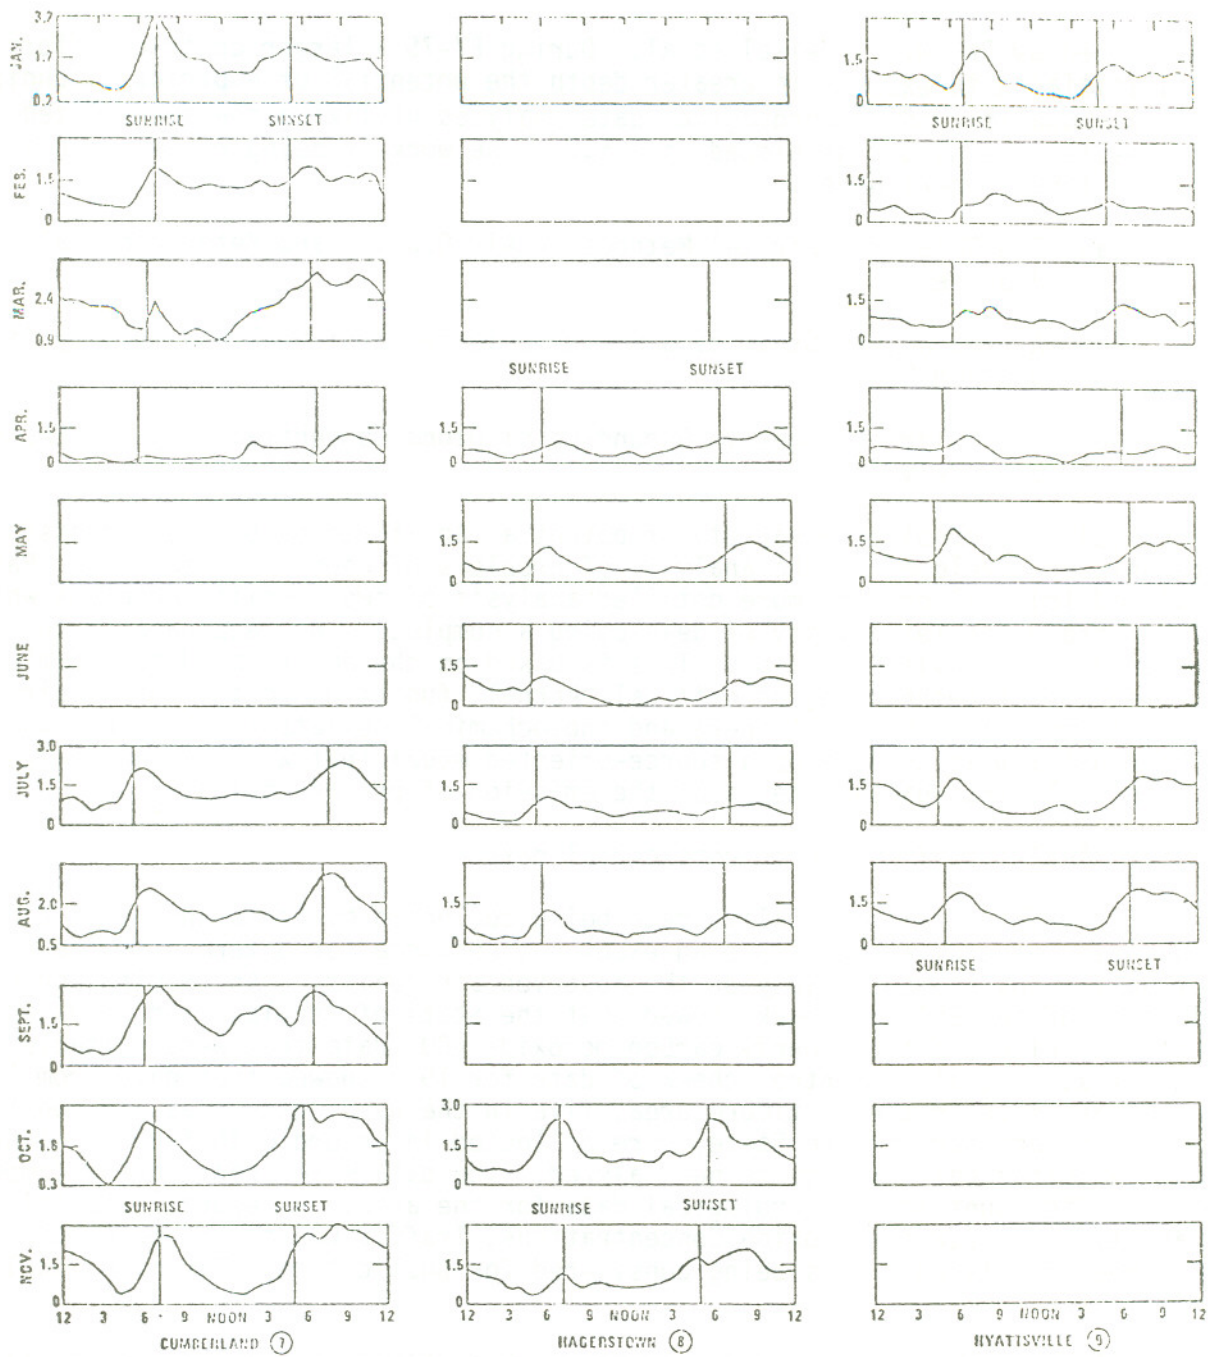 JAN. 3.2 1.7 0.2 1.5 0
SUNRISE SUNSET SUNRISE SUNSET
FEB. 1.5 0 1.5 0
MAR. 2.4 0.9 1.5 0
SUNRISE SUNSET
APR. 1.5 0 1.5 0 1.5 0
MAY 1.5 0 1.5 0
JUNE 1.5 0
JULY 3.0 1.5 0 1.5 0 1.5 0
AUG. 2.0 0.5 1.5 0 1.5 0
SUNRISE SUNSET
SEPT. 1.5 0
OCT. 1.8 0.3 3.0 1.5 0
SUNRISE SUNSET SUNRISE SUNSET
NOV. 1.5 0 1.5 0
12 3 6 9 NOON 3 6 9 12 12 3 6 9 NOON 3 6 9 12 12 3 6 9 NOON 3 6 9 12
CUMBERLAND 7 HAGERSTOWN 8 HYATTSVILLE 9